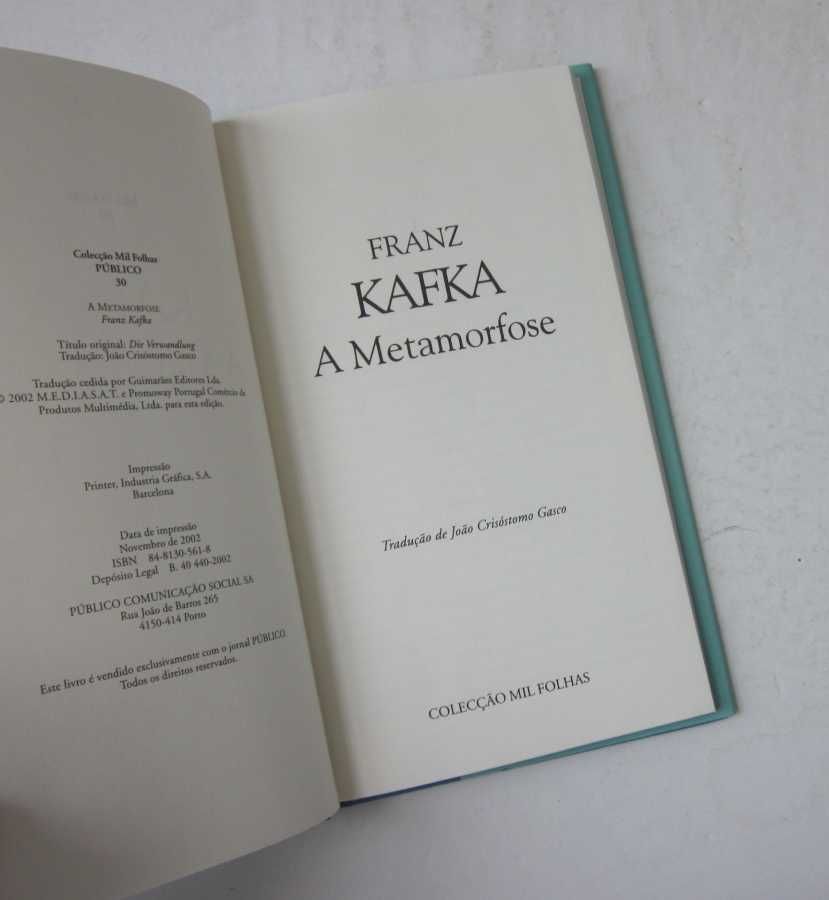 Colecção Mil Folhas
PÚBLICO
30
A METAMORFOSE
Franz Kafka
Título original: Die Verwandlung
Tradução: João Crisóstomo Gasco
Tradução cedida por Guimarães Editores Lda.
© 2002 M.E.D.I.A.S.A.T. e Promoway Portugal Comércio de
Produtos Multimédia, Ltda. para esta edição.
Impressão
Printer, Industria Gráfica, S.A.
Barcelona
Data de impressão
Novembro de 2002
ISBN 84-8130-561-8
Depósito Legal B. 40 440-2002
PÚBLICO COMUNICAÇÃO SOCIAL SA
Rua João de Barros 265
4150-414 Porto
Este livro é vendido exclusivamente com o jornal PÚBLICO.
Todos os direitos reservados.
FRANZ
KAFKA
A Metamorfose
Tradução de João Crisóstomo Gasco
COLECÇÃO MIL FOLHAS